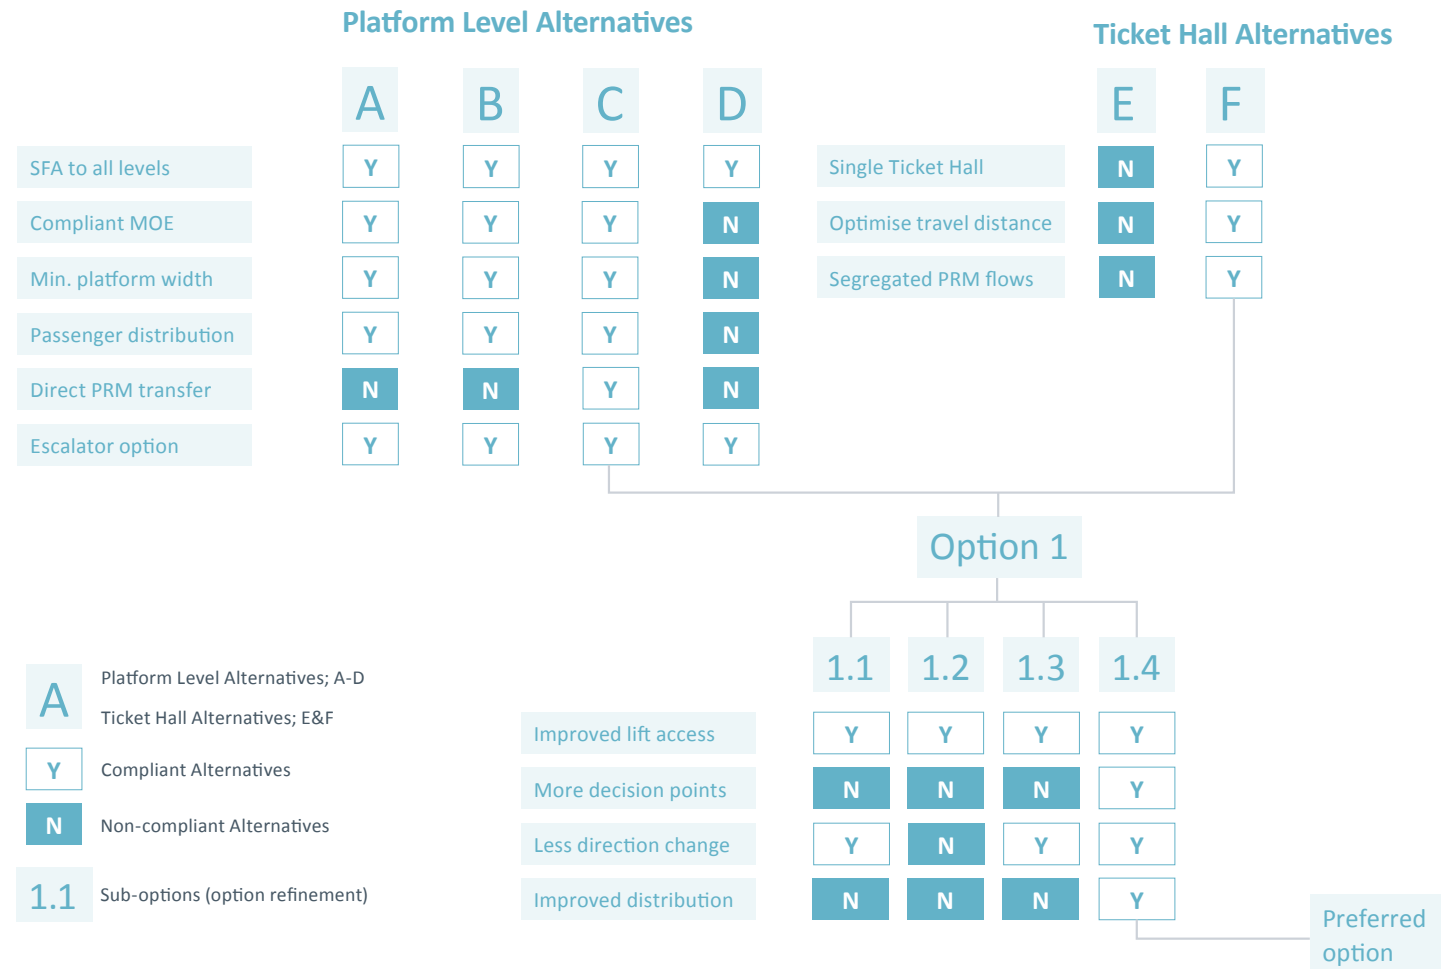 Platform Level Alternatives
Ticket Hall Alternatives
A B C D
E F
SFA to all levels Y Y Y Y
Single Ticket Hall N Y
Compliant MOE Y Y Y N
Optimise travel distance N Y
Min. platform width Y Y Y N
Segregated PRM flows N Y
Passenger distribution Y Y Y N
Direct PRM transfer N N Y N
Escalator option Y Y Y Y
Option 1
1.1 1.2 1.3 1.4
Improved lift access Y Y Y Y
More decision points N N N Y
Less direction change Y N Y Y
Improved distribution N N N Y
Preferred
option
A
Platform Level Alternatives; A-D
Ticket Hall Alternatives; E&F
Y Compliant Alternatives
N Non-compliant Alternatives
1.1 Sub-options (option refinement)